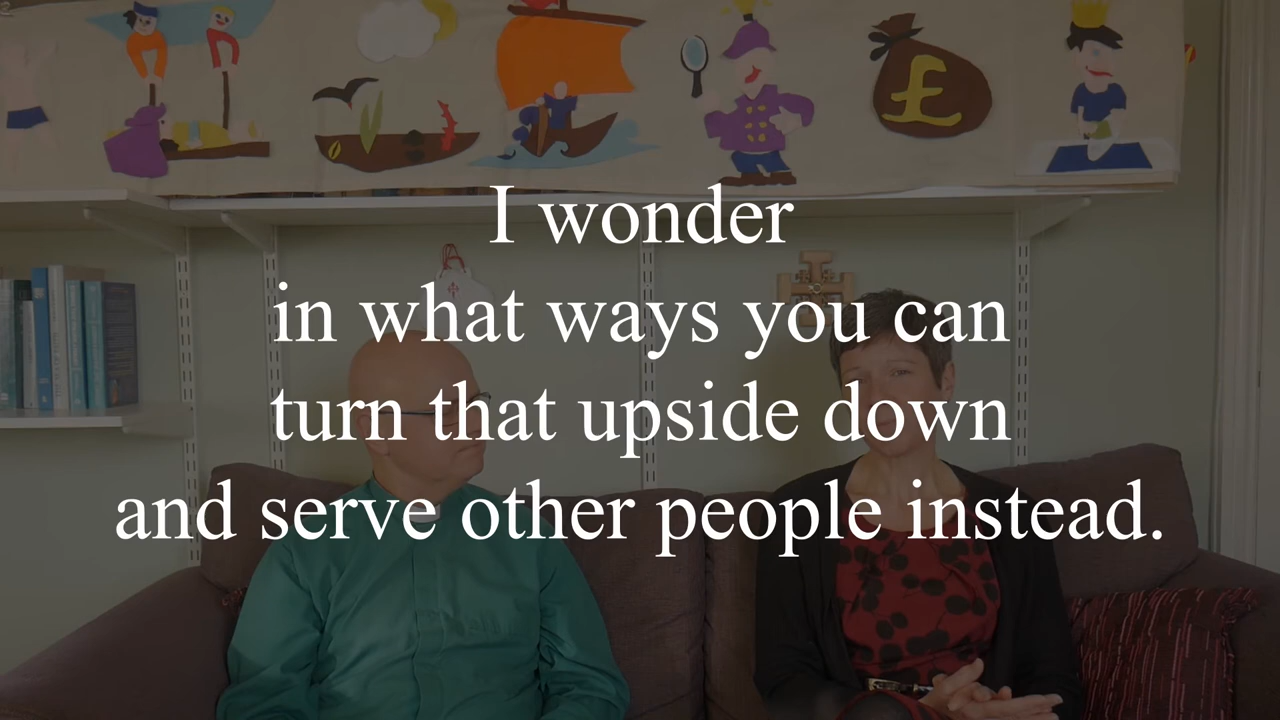 I wonder
in what ways you can
turn that upside down
and serve other people instead.
£